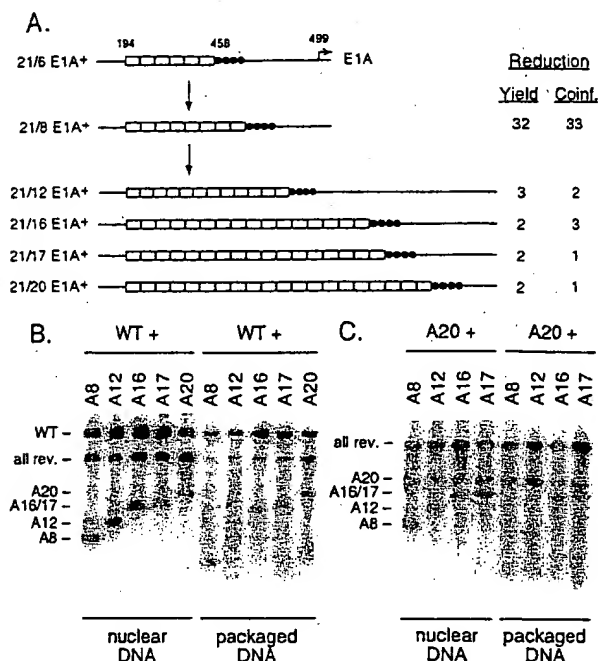 A.
194 458 499
21/6 E1A+ E1A
Reduction
Yield Coinf.
21/8 E1A+ 32 33
21/12 E1A+ 3 2
21/16 E1A+ 2 3
21/17 E1A+ 2 1
21/20 E1A+ 2 1
B. WT + WT +
A8 A12 A16 A17 A20 A8 A12 A16 A17 A20
WT –
all rev. –
A20 –
A16/17 –
A12 –
A8 –
nuclear DNA packaged DNA
C. A20 + A20 +
A8 A12 A16 A17 A8 A12 A16 A17
all rev. –
A20 –
A16/17 –
A12 –
A8 –
nuclear DNA packaged DNA